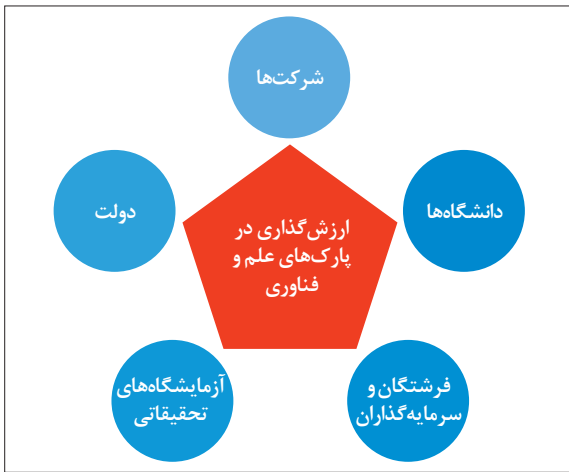 شرکت‌ها
دانشگاه‌ها
دولت
ارزش‌گذاری در
پارک‌های علم و
فناوری
فرشتگان و
سرمایه‌گذاران
آزمایشگاه‌های
تحقیقاتی